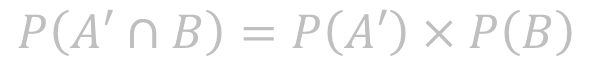 P(A′ ∩ B) = P(A′) × P(B)